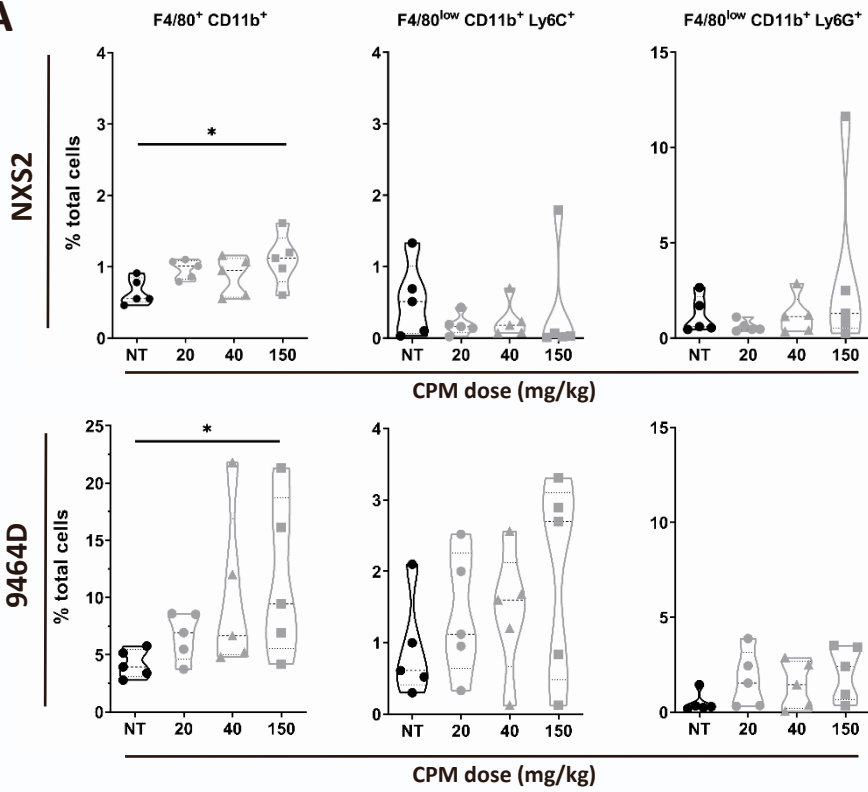 A
F4/80+ CD11b+
F4/80low CD11b+ Ly6C+
F4/80low CD11b+ Ly6G+
NXS2
% total cells
4
3
2
1
0
*
NT 20 40 150
4
3
2
1
0
NT 20 40 150
15
10
5
0
NT 20 40 150
CPM dose (mg/kg)
9464D
% total cells
25
20
15
10
5
0
*
NT 20 40 150
4
3
2
1
0
NT 20 40 150
15
10
5
0
NT 20 40 150
CPM dose (mg/kg)